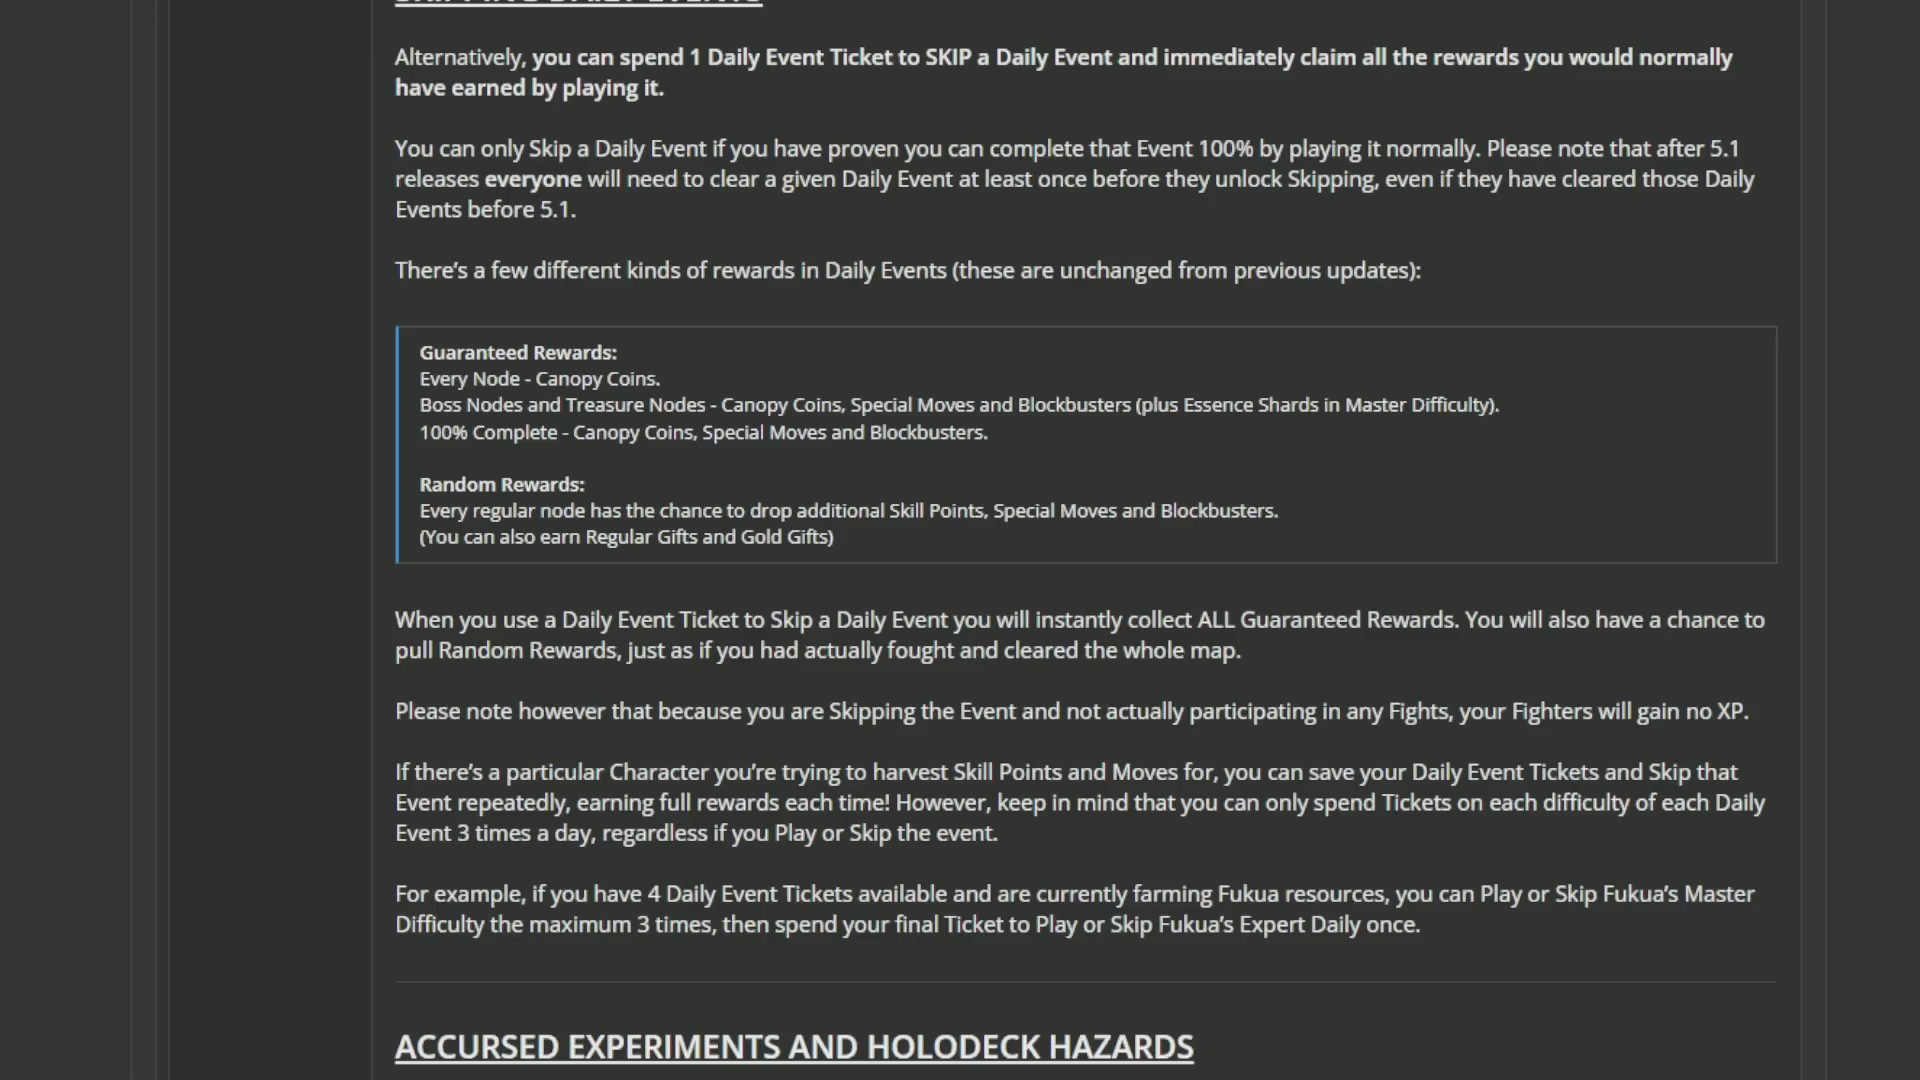 SKIPPING DAILY EVENTS
Alternatively, you can spend 1 Daily Event Ticket to SKIP a Daily Event and immediately claim all the rewards you would normally
have earned by playing it.
You can only Skip a Daily Event if you have proven you can complete that Event 100% by playing it normally. Please note that after 5.1
releases everyone will need to clear a given Daily Event at least once before they unlock Skipping, even if they have cleared those Daily
Events before 5.1.
There’s a few different kinds of rewards in Daily Events (these are unchanged from previous updates):
Guaranteed Rewards:
Every Node - Canopy Coins.
Boss Nodes and Treasure Nodes - Canopy Coins, Special Moves and Blockbusters (plus Essence Shards in Master Difficulty).
100% Complete - Canopy Coins, Special Moves and Blockbusters.
Random Rewards:
Every regular node has the chance to drop additional Skill Points, Special Moves and Blockbusters.
(You can also earn Regular Gifts and Gold Gifts)
When you use a Daily Event Ticket to Skip a Daily Event you will instantly collect ALL Guaranteed Rewards. You will also have a chance to
pull Random Rewards, just as if you had actually fought and cleared the whole map.
Please note however that because you are Skipping the Event and not actually participating in any Fights, your Fighters will gain no XP.
If there’s a particular Character you’re trying to harvest Skill Points and Moves for, you can save your Daily Event Tickets and Skip that
Event repeatedly, earning full rewards each time! However, keep in mind that you can only spend Tickets on each difficulty of each Daily
Event 3 times a day, regardless if you Play or Skip the event.
For example, if you have 4 Daily Event Tickets available and are currently farming Fukua resources, you can Play or Skip Fukua’s Master
Difficulty the maximum 3 times, then spend your final Ticket to Play or Skip Fukua’s Expert Daily once.
ACCURSED EXPERIMENTS AND HOLODECK HAZARDS